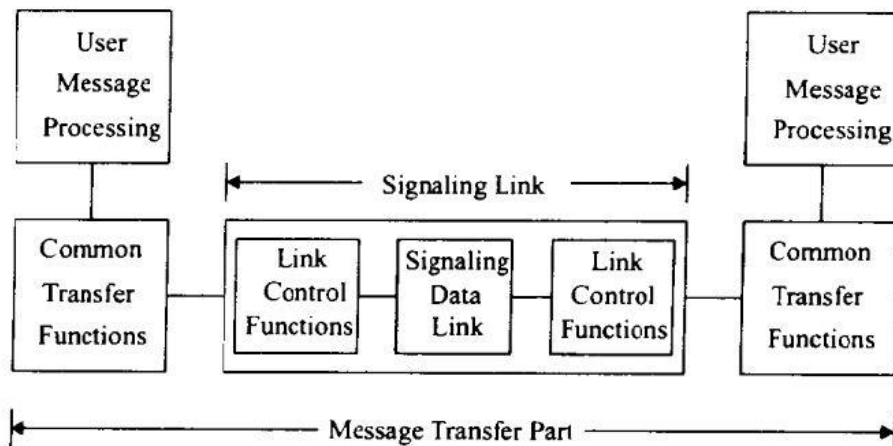 User
Message
Processing
User
Message
Processing
Signaling Link
Common
Transfer
Functions
Link
Control
Functions
Signaling
Data
Link
Link
Control
Functions
Common
Transfer
Functions
Message Transfer Part